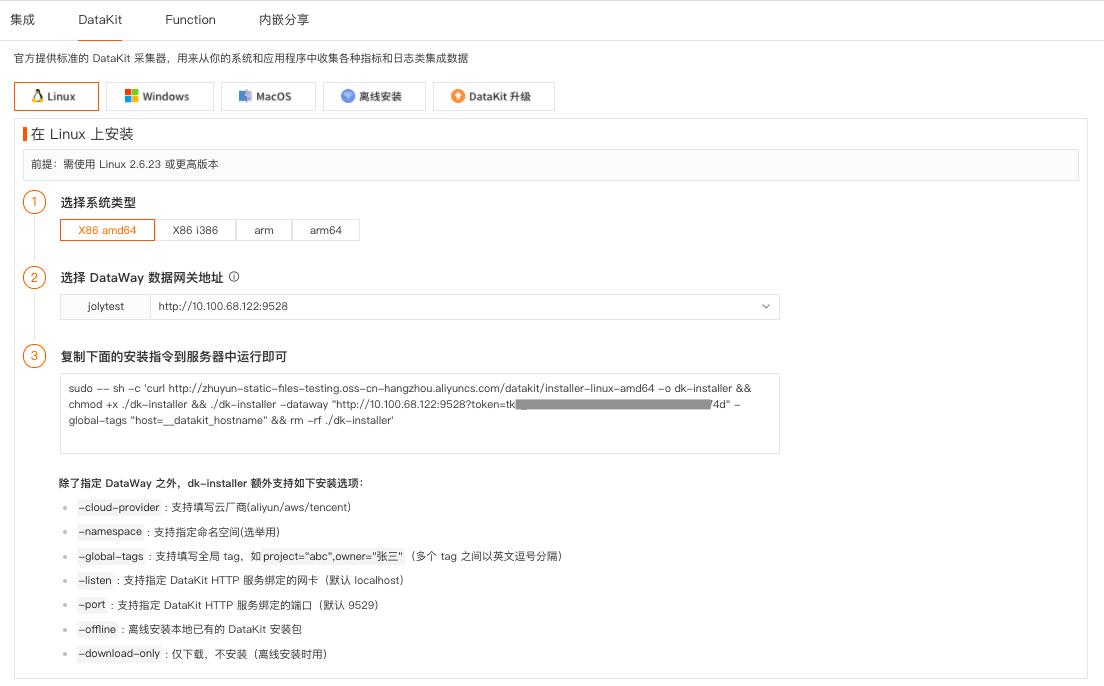 集成 DataKit Function 内嵌分享
官方提供标准的 DataKit 采集器，用来从你的系统和应用程序中收集各种指标和日志类集成数据
Linux Windows MacOS 离线安装 DataKit 升级
在 Linux 上安装
前提：需使用 Linux 2.6.23 或更高版本
1 选择系统类型
X86 amd64 X86 i386 arm arm64
2 选择 DataWay 数据网关地址
jolytest http://10.100.68.122:9528
3 复制下面的安装指令到服务器中运行即可
sudo -- sh -c 'curl http://zhuyun-static-files-testing.oss-cn-hangzhou.aliyuncs.com/datakit/installer-linux-amd64 -o dk-installer &&
chmod +x ./dk-installer && ./dk-installer -dataway "http://10.100.68.122:9528?token=tk 4d" -
global-tags "host=__datakit_hostname" && rm -rf ./dk-installer'
除了指定 DataWay 之外，dk-installer 额外支持如下安装选项：
-cloud-provider：支持填写云厂商(aliyun/aws/tencent)
-namespace：支持指定命名空间(选举用)
-global-tags：支持填写全局 tag，如 project="abc",owner="张三"（多个 tag 之间以英文逗号分隔）
-listen：支持指定 DataKit HTTP 服务绑定的网卡（默认 localhost）
-port：支持指定 DataKit HTTP 服务绑定的端口（默认 9529）
-offline：离线安装本地已有的 DataKit 安装包
-download-only：仅下载，不安装（离线安装时用）